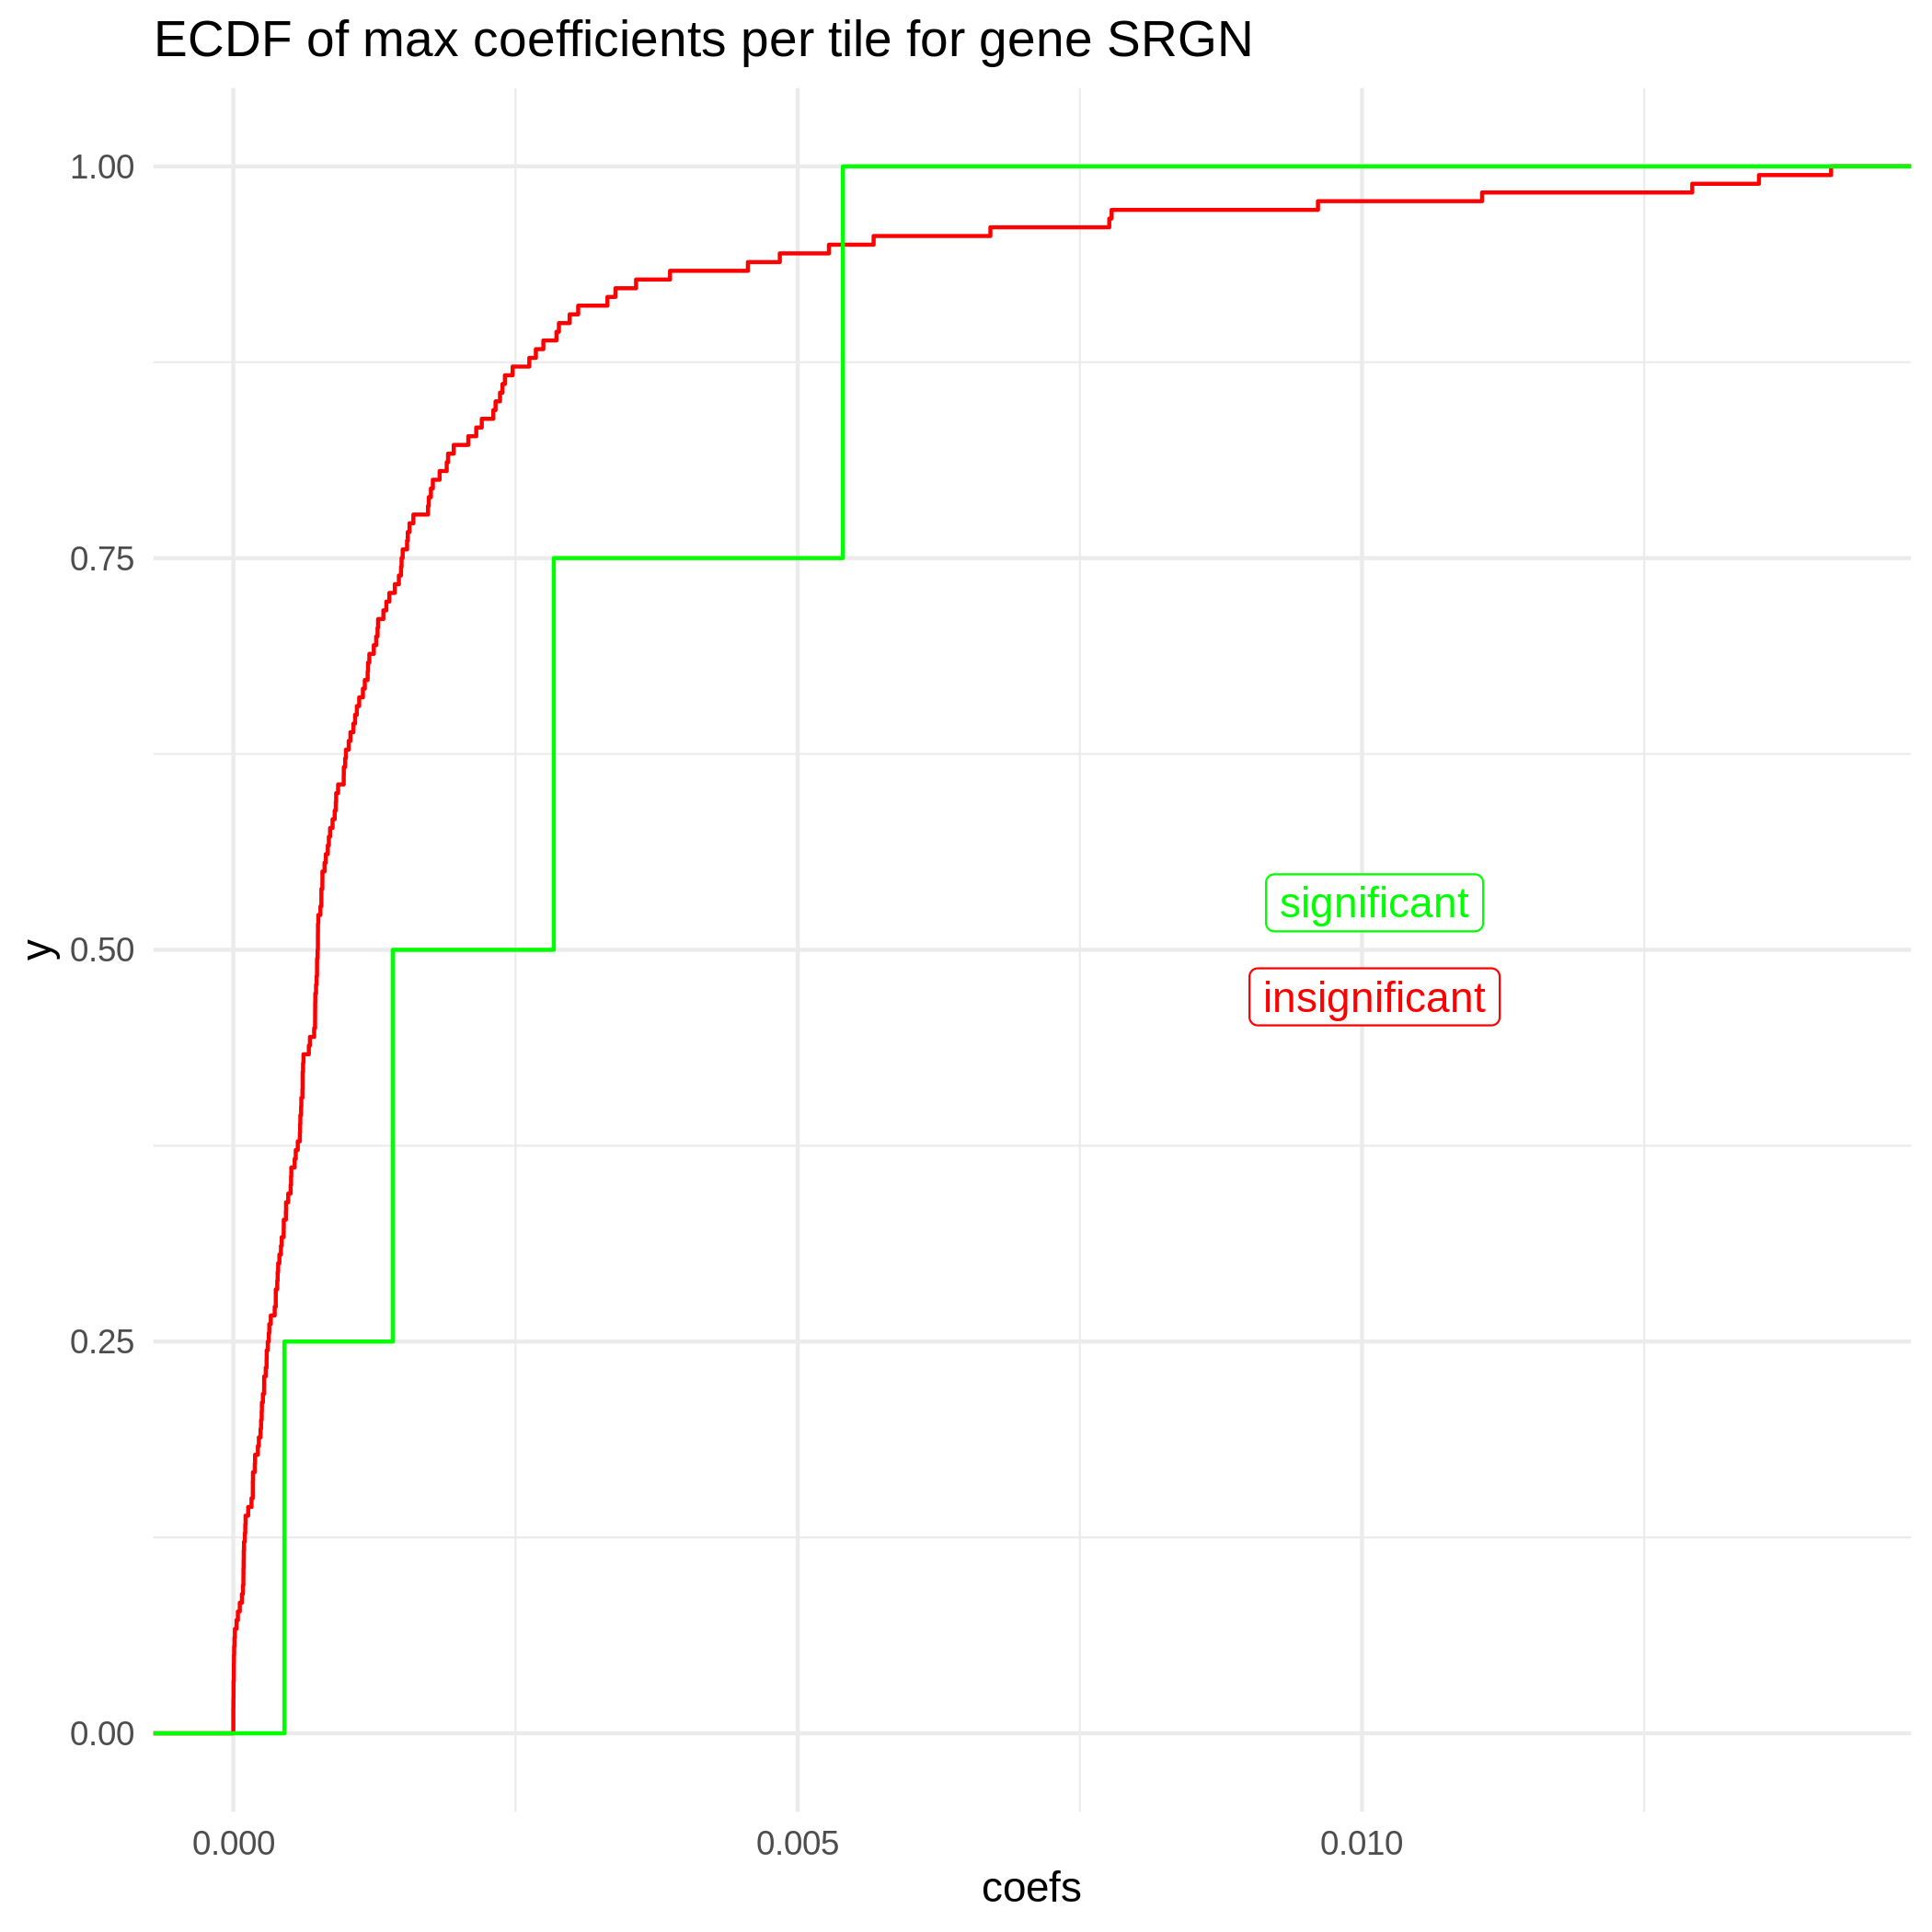 ECDF of max coefficients per tile for gene SRGN
1.00
0.75
0.50
0.25
0.00
y
significant
insignificant
0.000
0.005
0.010
coefs